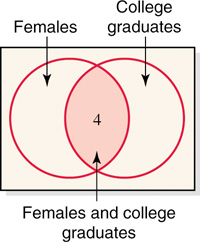 Females
College
graduates
4
Females and college
graduates